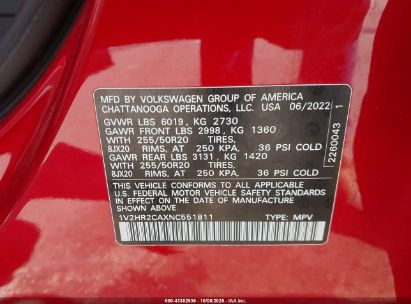 MFD BY VOLKSWAGEN GROUP OF AMERICA
CHATTANOOGA OPERATIONS, LLC. USA 06/2022
GVWR LBS 6019, KG 2730
GAWR FRONT LBS 2998, KG 1360
WITH 255/50R20 TIRES,
8JX20 RIMS, AT 250 KPA, 36 PSI COLD
GAWR REAR LBS 3131, KG 1420
WITH 255/50R20 TIRES,
8JX20 RIMS, AT 250 KPA, 36 PSI COLD
THIS VEHICLE CONFORMS TO ALL APPLICABLE
U.S. FEDERAL MOTOR VEHICLE SAFETY STANDARDS
IN EFFECT ON THE DATE OF MANUFACTURE
SHOWN ABOVE
1V2HR2CAXNC551811 TYPE: MPV
2260043 1